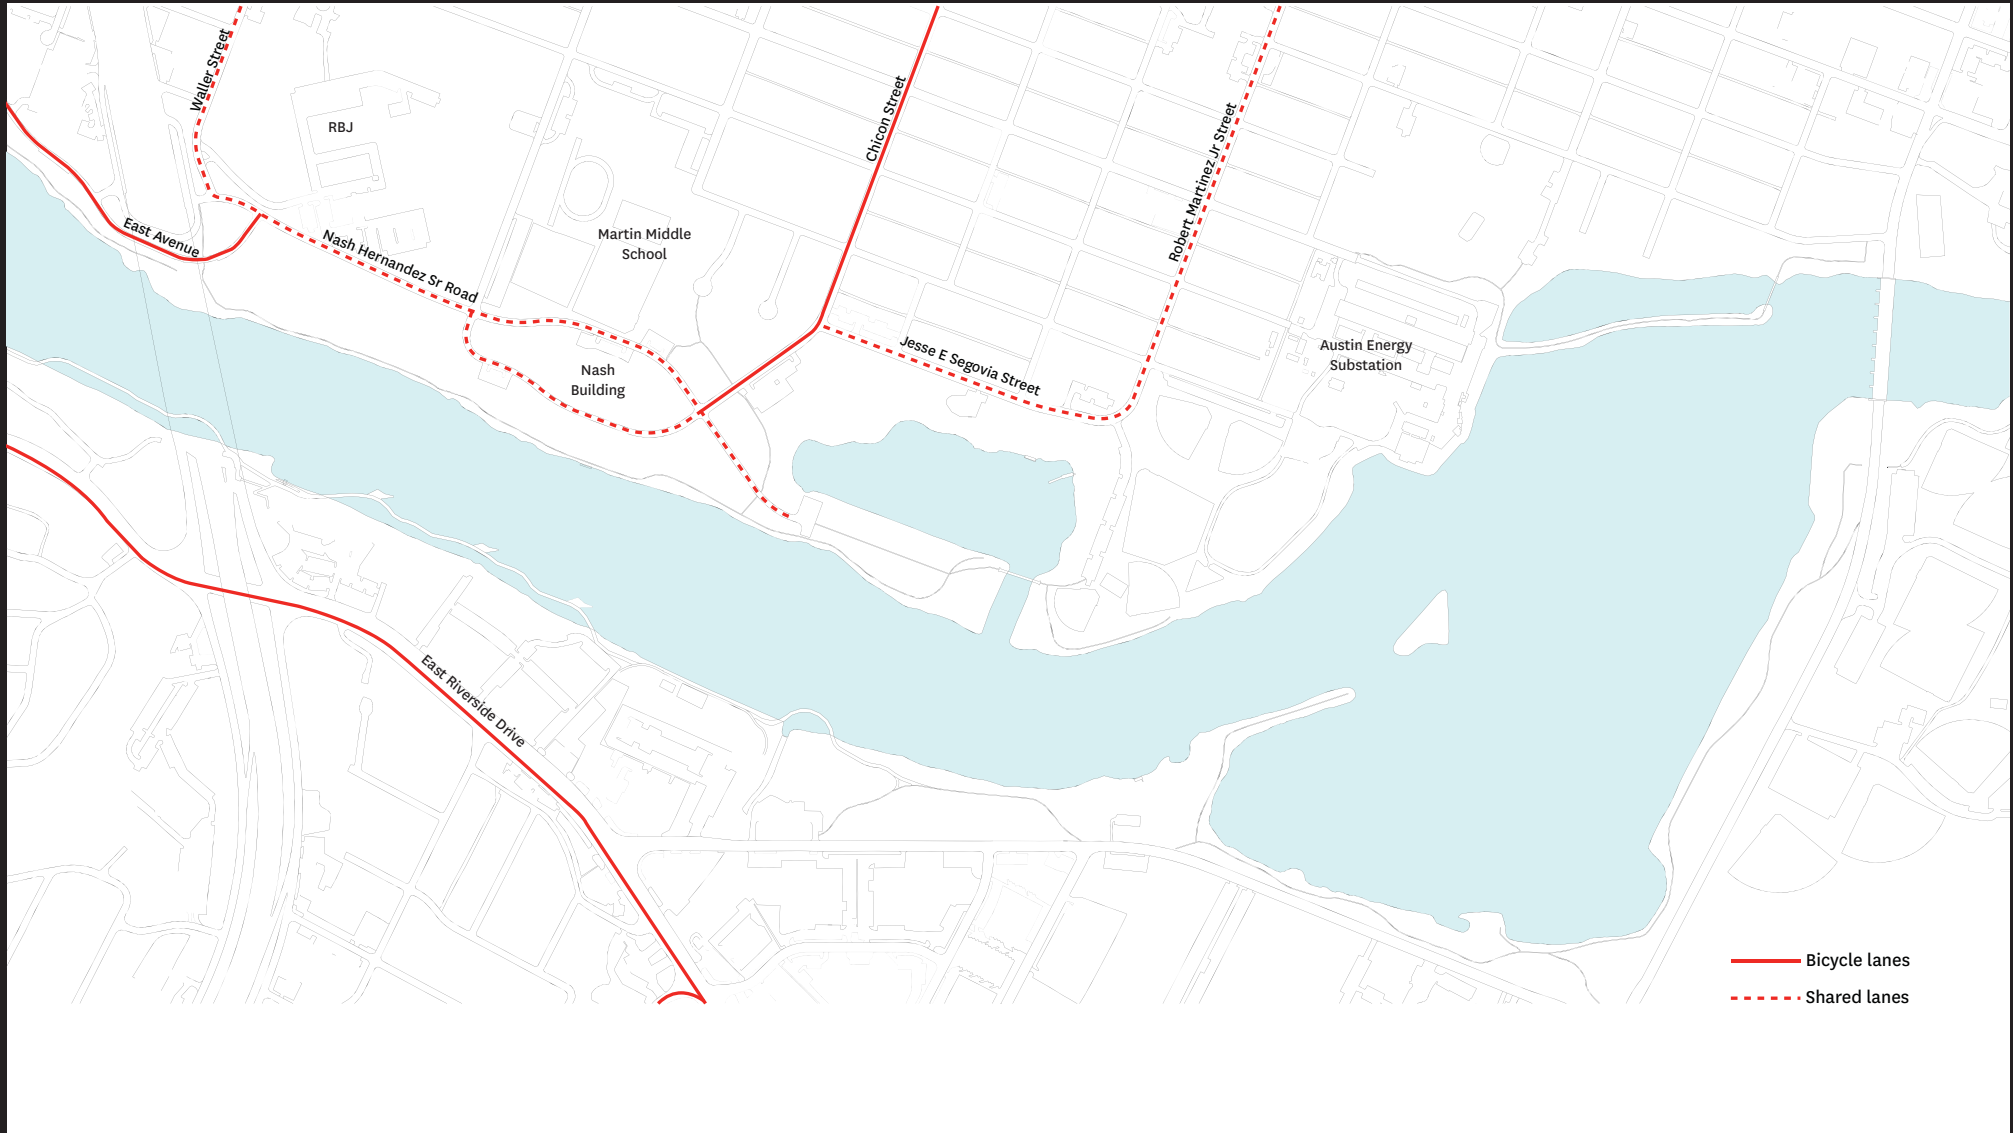 Waller Street
RBJ
Chicon Street
Robert Martinez Jr Street
East Avenue
Nash Hernandez Sr Road
Martin Middle
School
Jesse E Segovia Street
Austin Energy
Substation
Nash
Building
East Riverside Drive
Bicycle lanes
Shared lanes